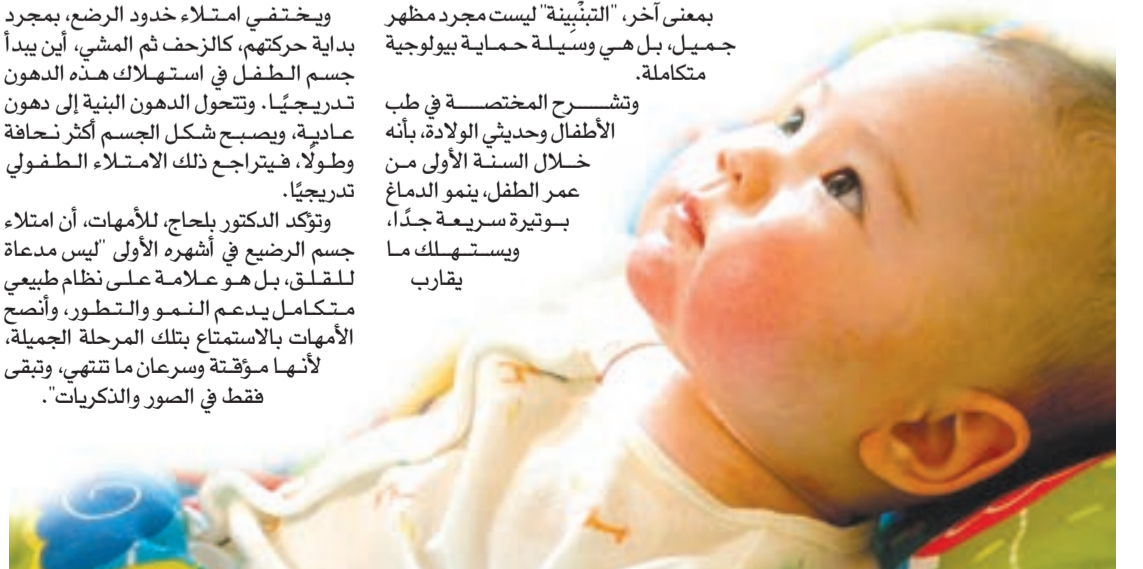 بمعنى آخر، "التبنْبِينة" ليست مجرد مظهر
جميل، بل هي وسيلة حماية بيولوجية
متكاملة.
وتشرح المختصة في طب
الأطفال وحديثي الولادة، بأنه
خلال السنة الأولى من
عمر الطفل، ينمو الدماغ
بوتيرة سريعة جدًا،
ويستهلك ما
يقارب
ويختفي امتلاء خدود الرضع، بمجرد
بداية حركتهم، كالزحف ثم المشي، أين يبدأ
جسم الطفل في استهلاك هذه الدهون
تدريجيًا. وتتحول الدهون البنية إلى دهون
عادية، ويصبح شكل الجسم أكثر نحافة
وطولًا، فيتراجع ذلك الامتلاء الطفولي
تدريجيًا.
وتؤكد الدكتور بلحاج، للأمهات، أن امتلاء
جسم الرضيع في أشهره الأولى "ليس مدعاة
للقلق، بل هو علامة على نظام طبيعي
متكامل يدعم النمو والتطور، وأنصح
الأمهات بالاستمتاع بتلك المرحلة الجميلة،
لأنها مؤقتة وسرعان ما تنتهي، وتبقى
فقط في الصور والذكريات".